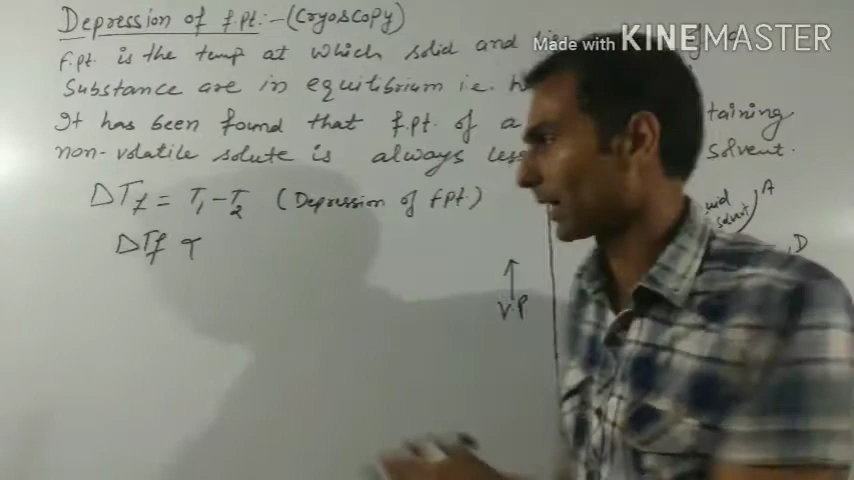 Depression of f.pt:-(Cryoscopy)
Made with KINEMASTER
f.pt. is the temp at which solid and
Substance are in equilibrium i.e.
It has been found that f.pt. of a taining
non-volatile solute is always less solvent.
ΔTf = T1 - T2 (Depression of f.pt.)
ΔTf ∝
V.P
solvent
A
D